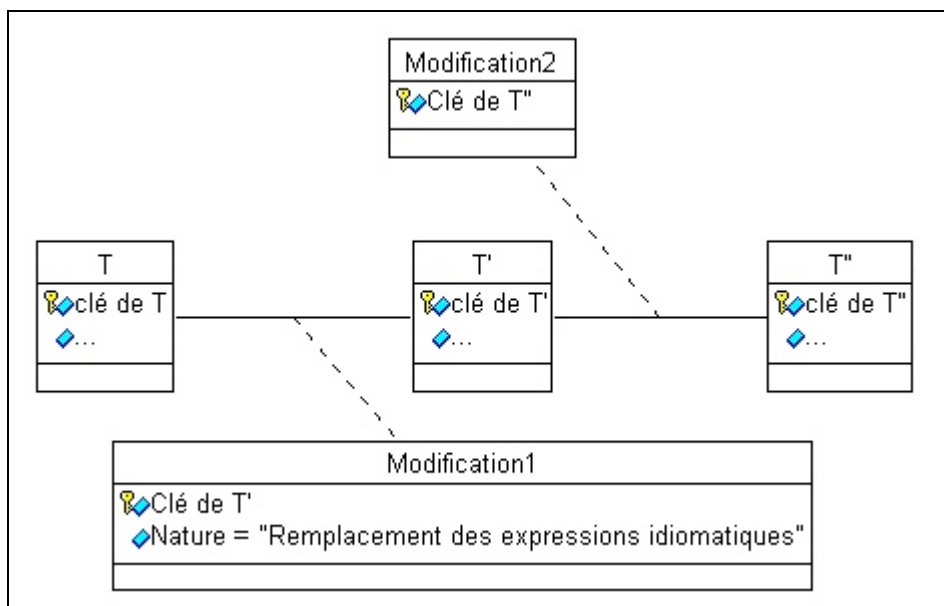 Modification2
Clé de T"
T
clé de T
...
T'
clé de T'
...
T"
clé de T"
...
Modification1
Clé de T'
Nature = "Remplacement des expressions idiomatiques"